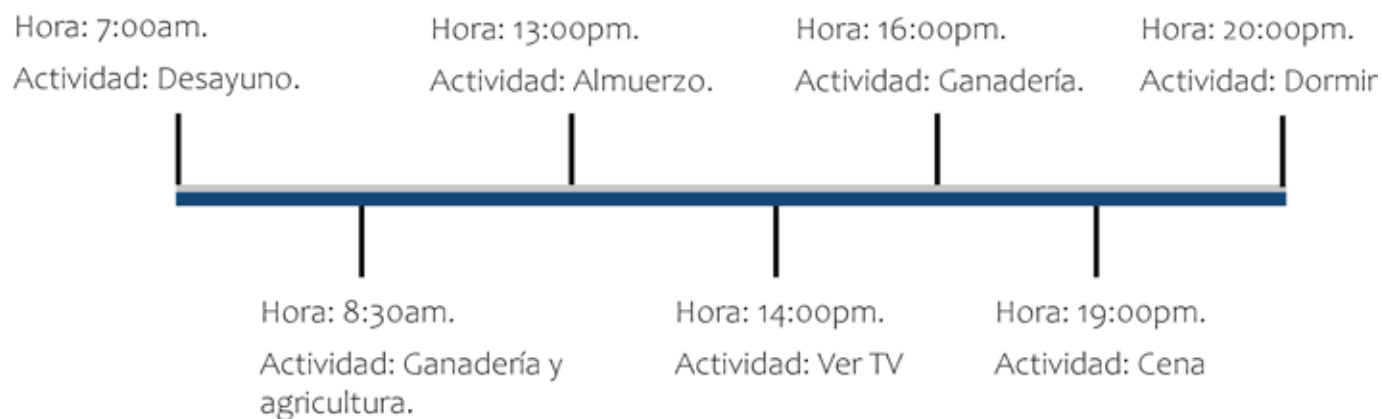 Hora: 7:00am.
Actividad: Desayuno.
Hora: 13:00pm.
Actividad: Almuerzo.
Hora: 16:00pm.
Actividad: Ganadería.
Hora: 20:00pm.
Actividad: Dormir
Hora: 8:30am.
Actividad: Ganadería y
agricultura.
Hora: 14:00pm.
Actividad: Ver TV
Hora: 19:00pm.
Actividad: Cena